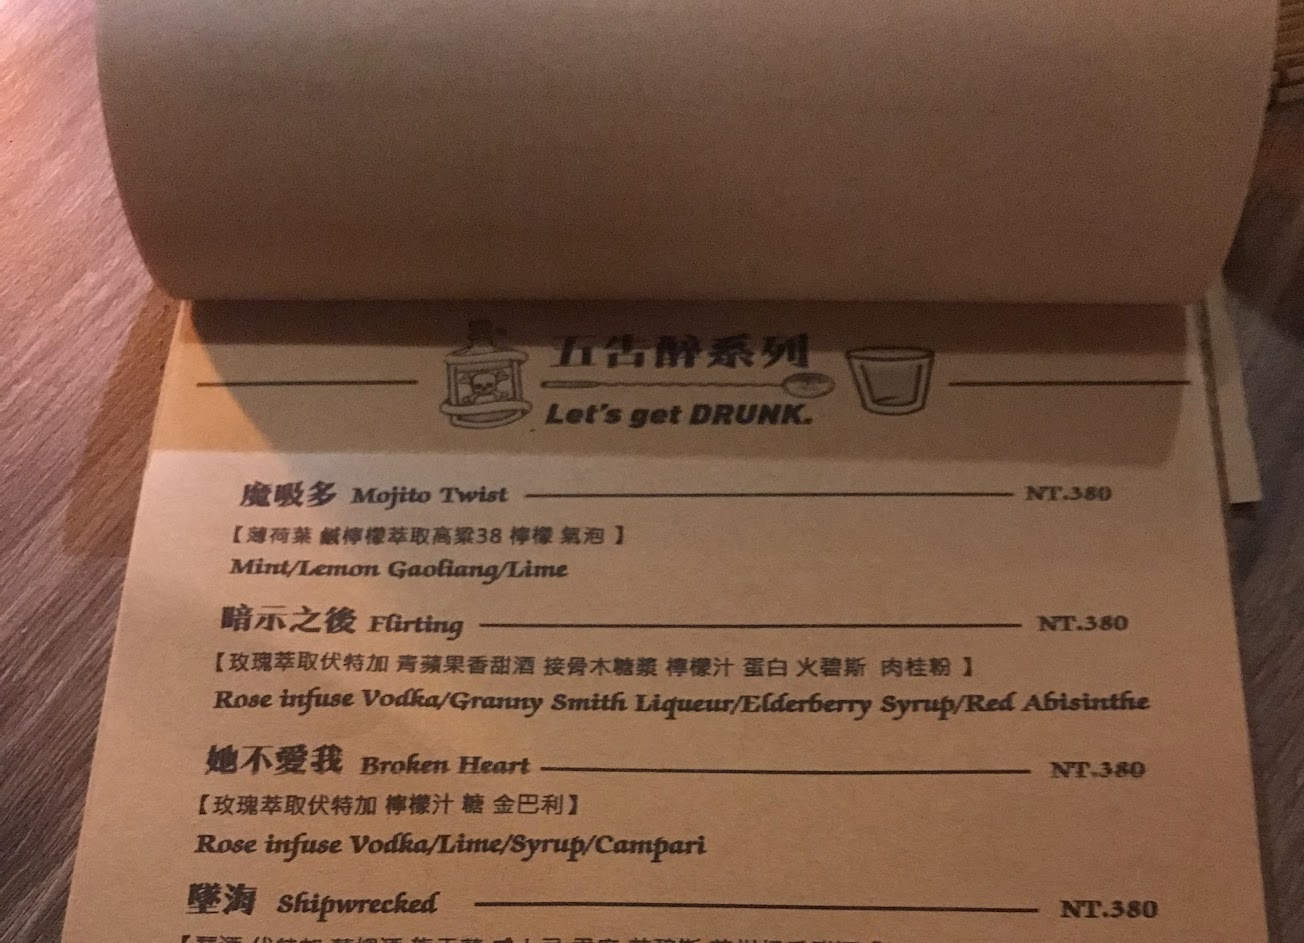 五告醉系列
Let's get DRUNK.
魔吸多 Mojito Twist NT.380
【薄荷葉 鹹檸檬萃取高粱38 檸檬 氣泡 】
Mint/Lemon Gaoliang/Lime
暗示之後 Flirting NT.380
【玫瑰萃取伏特加 青蘋果香甜酒 接骨木糖漿 檸檬汁 蛋白 火碧斯 肉桂粉 】
Rose infuse Vodka/Granny Smith Liqueur/Elderberry Syrup/Red Abisinthe
她不愛我 Broken Heart NT.380
【玫瑰萃取伏特加 檸檬汁 糖 金巴利】
Rose infuse Vodka/Lime/Syrup/Campari
墜海 Shipwrecked NT.380